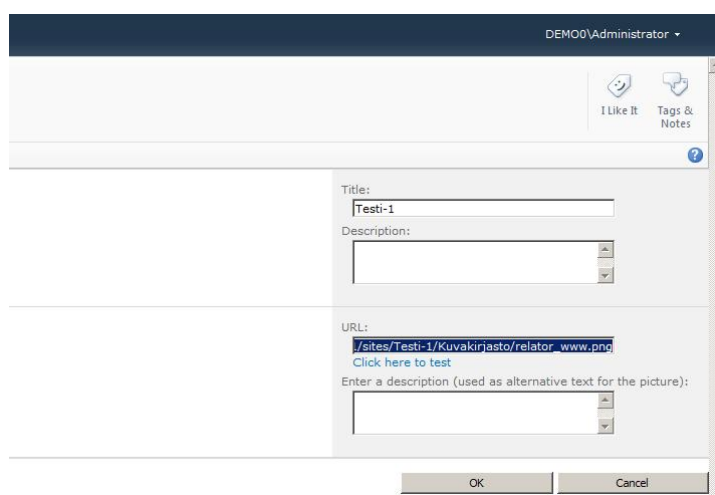 DEMO0\Administrator
I Like It
Tags &
Notes
Title:
Testi-1
Description:
URL:
./sites/Testi-1/Kuvakirjasto/relator_www.png
Click here to test
Enter a description (used as alternative text for the picture):
OK
Cancel